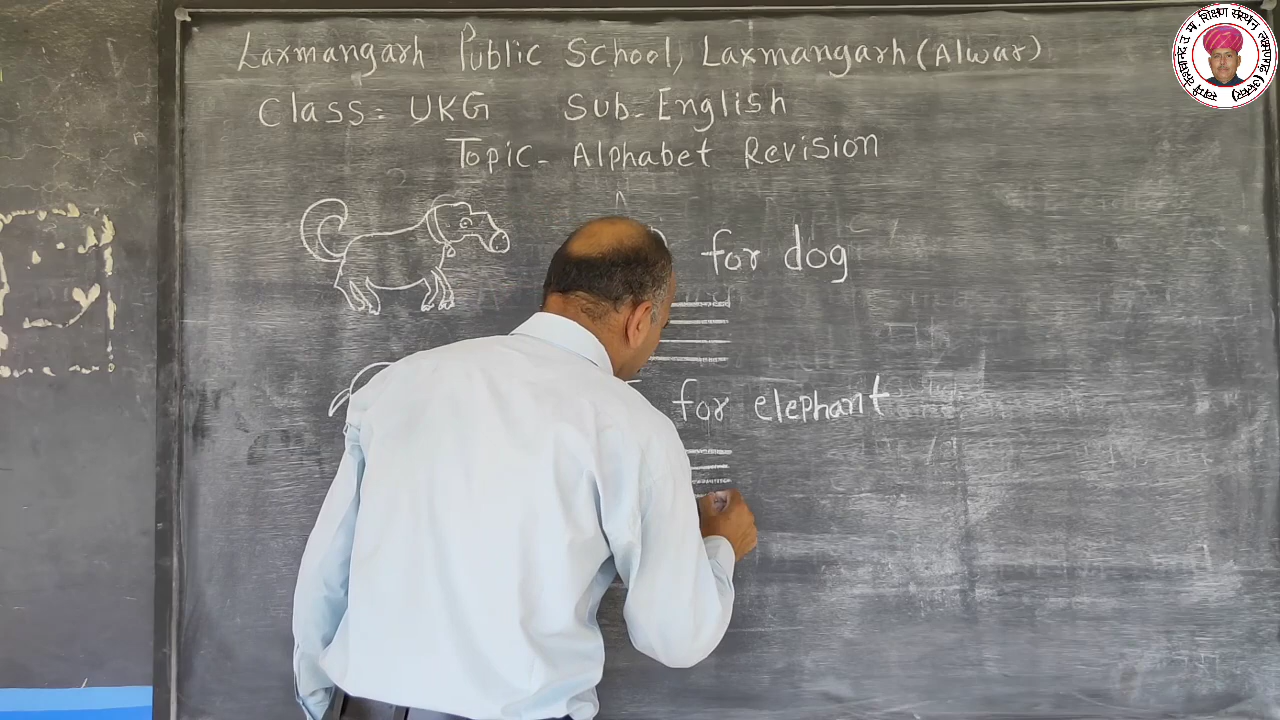 Laxmangarh Public School, Laxmangarh (Alwar)
Class = UKG Sub - English
Topic - Alphabet Revision
for dog
for elephant